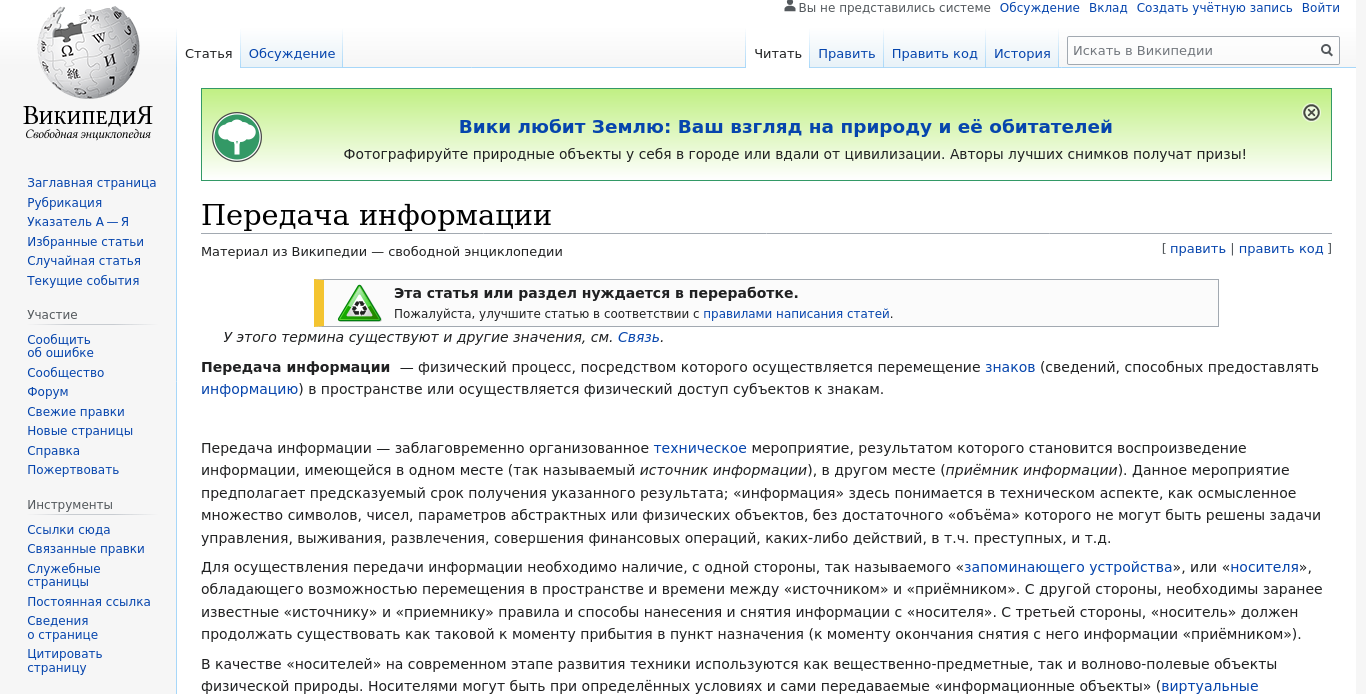 Вы не представились системе Обсуждение Вклад Создать учётную запись Войти
Статья Обсуждение Читать Править Править код История Искать в Википедии
ВикипедиЯ
Свободная энциклопедия
Заглавная страница
Рубрикация
Указатель А — Я
Избранные статьи
Случайная статья
Текущие события
Участие
Сообщить
об ошибке
Сообщество
Форум
Свежие правки
Новые страницы
Справка
Пожертвовать
Инструменты
Ссылки сюда
Связанные правки
Служебные
страницы
Постоянная ссылка
Сведения
о странице
Цитировать
страницу
Вики любит Землю: Ваш взгляд на природу и её обитателей
Фотографируйте природные объекты у себя в городе или вдали от цивилизации. Авторы лучших снимков получат призы!
Передача информации
Материал из Википедии — свободной энциклопедии
[ править | править код ]
Эта статья или раздел нуждается в переработке.
Пожалуйста, улучшите статью в соответствии с правилами написания статей.
У этого термина существуют и другие значения, см. Связь.
Передача информации — физический процесс, посредством которого осуществляется перемещение знаков (сведений, способных предоставлять
информацию) в пространстве или осуществляется физический доступ субъектов к знакам.
Передача информации — заблаговременно организованное техническое мероприятие, результатом которого становится воспроизведение
информации, имеющейся в одном месте (так называемый источник информации), в другом месте (приёмник информации). Данное мероприятие
предполагает предсказуемый срок получения указанного результата; «информация» здесь понимается в техническом аспекте, как осмысленное
множество символов, чисел, параметров абстрактных или физических объектов, без достаточного «объёма» которого не могут быть решены задачи
управления, выживания, развлечения, совершения финансовых операций, каких-либо действий, в т.ч. преступных, и т.д.
Для осуществления передачи информации необходимо наличие, с одной стороны, так называемого «запоминающего устройства», или «носителя»,
обладающего возможностью перемещения в пространстве и времени между «источником» и «приёмником». С другой стороны, необходимы заранее
известные «источнику» и «приемнику» правила и способы нанесения и снятия информации с «носителя». С третьей стороны, «носитель» должен
продолжать существовать как таковой к моменту прибытия в пункт назначения (к моменту окончания снятия с него информации «приёмником»).
В качестве «носителей» на современном этапе развития техники используются как вещественно-предметные, так и волново-полевые объекты
физической природы. Носителями могут быть при определённых условиях и сами передаваемые «информационные объекты» (виртуальные